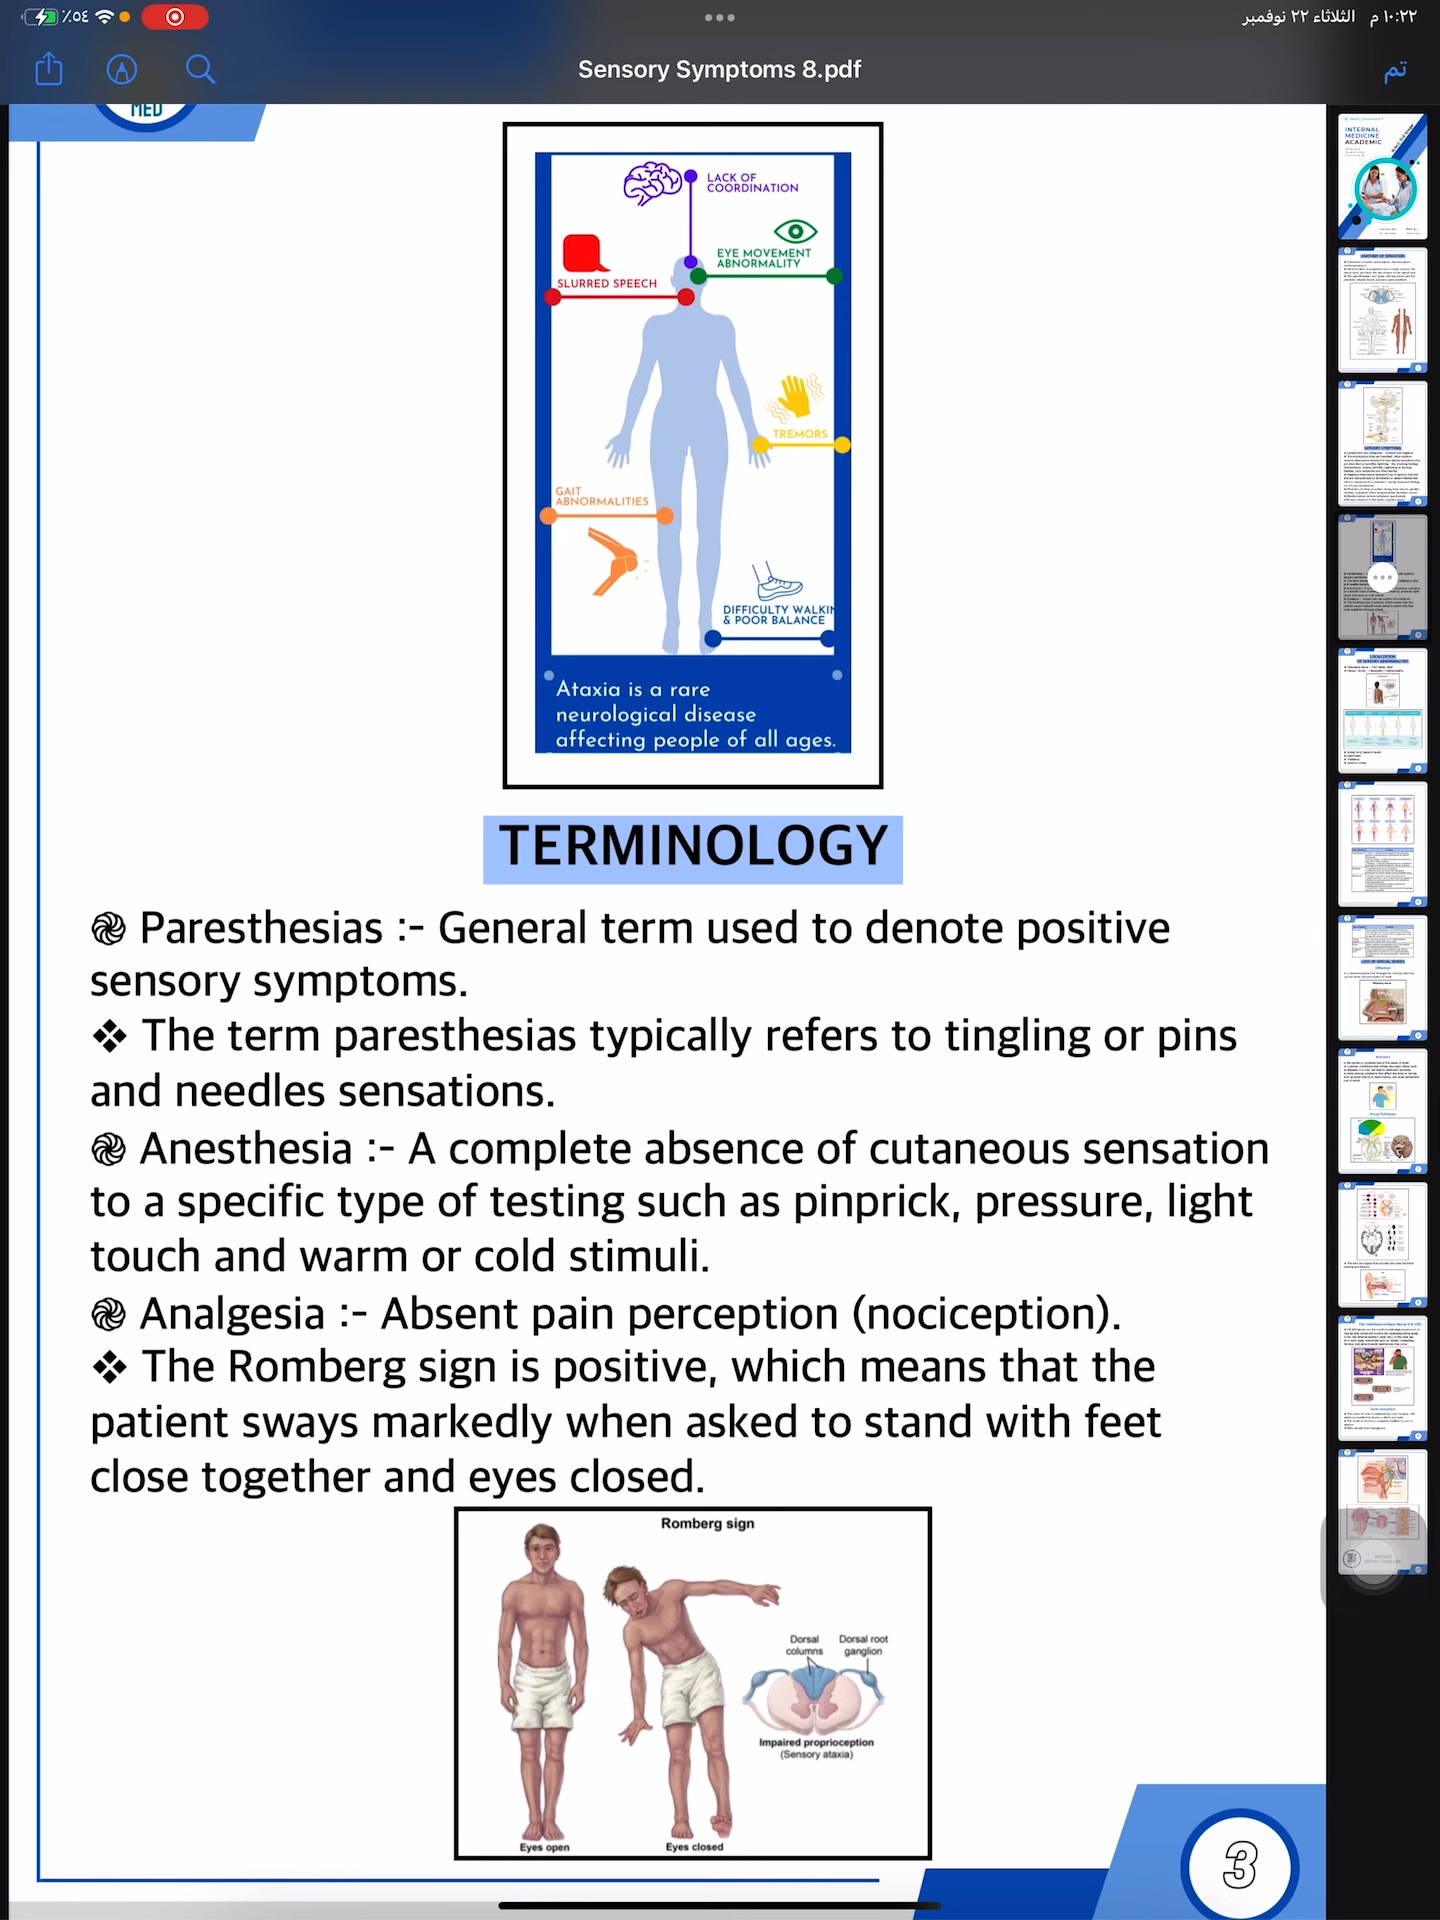 ٪٥٤
١٠:٢٢ م الثلاثاء ٢٢ نوفمبر
Sensory Symptoms 8.pdf
تم
MED
LACK OF
COORDINATION
EYE MOVEMENT
ABNORMALITY
SLURRED SPEECH
TREMORS
GAIT
ABNORMALITIES
DIFFICULTY WALKIN
& POOR BALANCE
Ataxia is a rare
neurological disease
affecting people of all ages.
TERMINOLOGY
Paresthesias :- General term used to denote positive
sensory symptoms.
❖ The term paresthesias typically refers to tingling or pins
and needles sensations.
Anesthesia :- A complete absence of cutaneous sensation
to a specific type of testing such as pinprick, pressure, light
touch and warm or cold stimuli.
Analgesia :- Absent pain perception (nociception).
❖ The Romberg sign is positive, which means that the
patient sways markedly when asked to stand with feet
close together and eyes closed.
Romberg sign
Dorsal
columns
Dorsal root
ganglion
Impaired proprioception
(Sensory ataxia)
Eyes open
Eyes closed
3
INTERNAL
MEDICINE
ACADEMIC